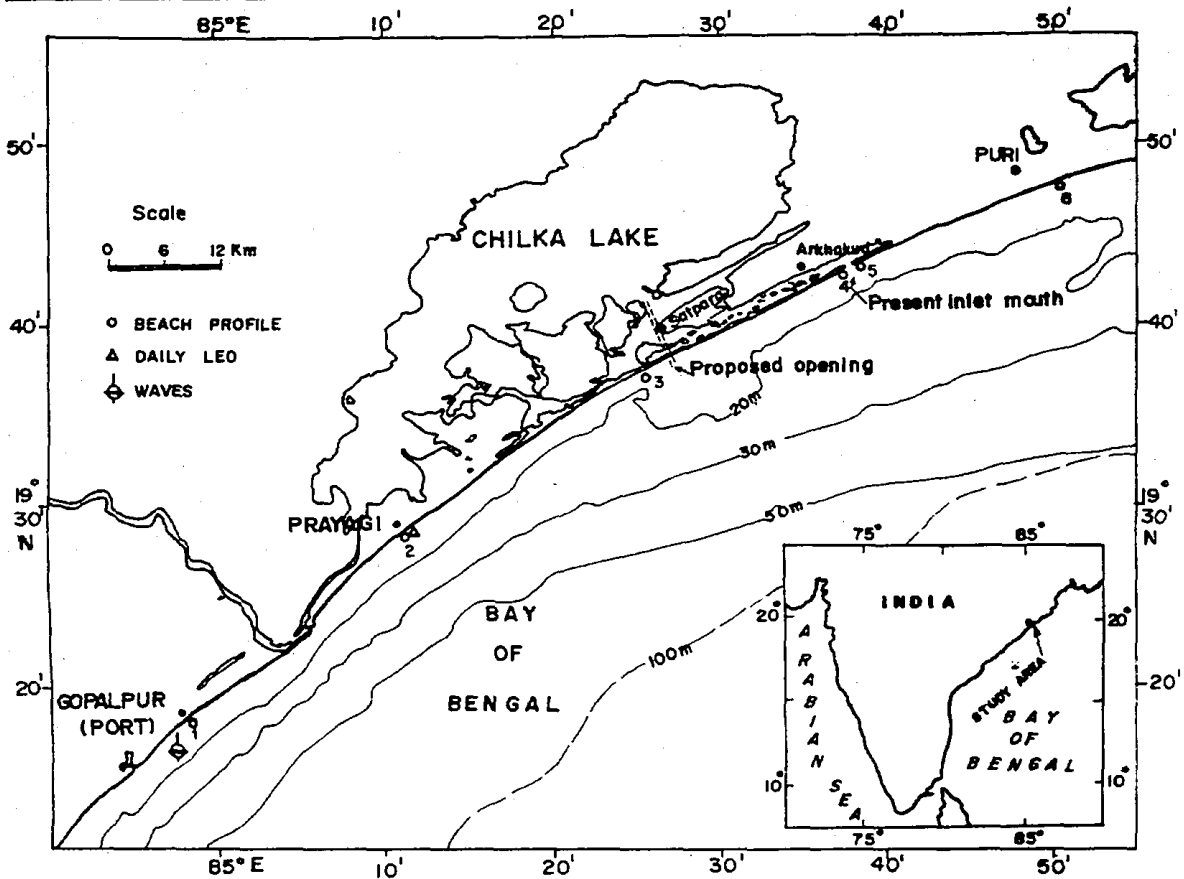 85°E 10' 20' 30' 40' 50'
50'
50'
PURI
6
Scale
0 6 12 Km
CHILKA LAKE
Arkhakud
5
4
Present inlet mouth
Satpara
40'
40'
BEACH PROFILE
DAILY LEO
WAVES
Proposed opening
3
20m
30m
50m
19°
30'
N
19°
30'
N
PRAYAGI
2
BAY
OF
BENGAL
100m
20'
20'
GOPALPUR
(PORT)
1
75° 85°
INDIA
20°
20°
ARABIAN SEA
STUDY AREA
BAY
OF
BENGAL
10°
10°
75° 85°
85°E 10' 20' 30' 40' 50'